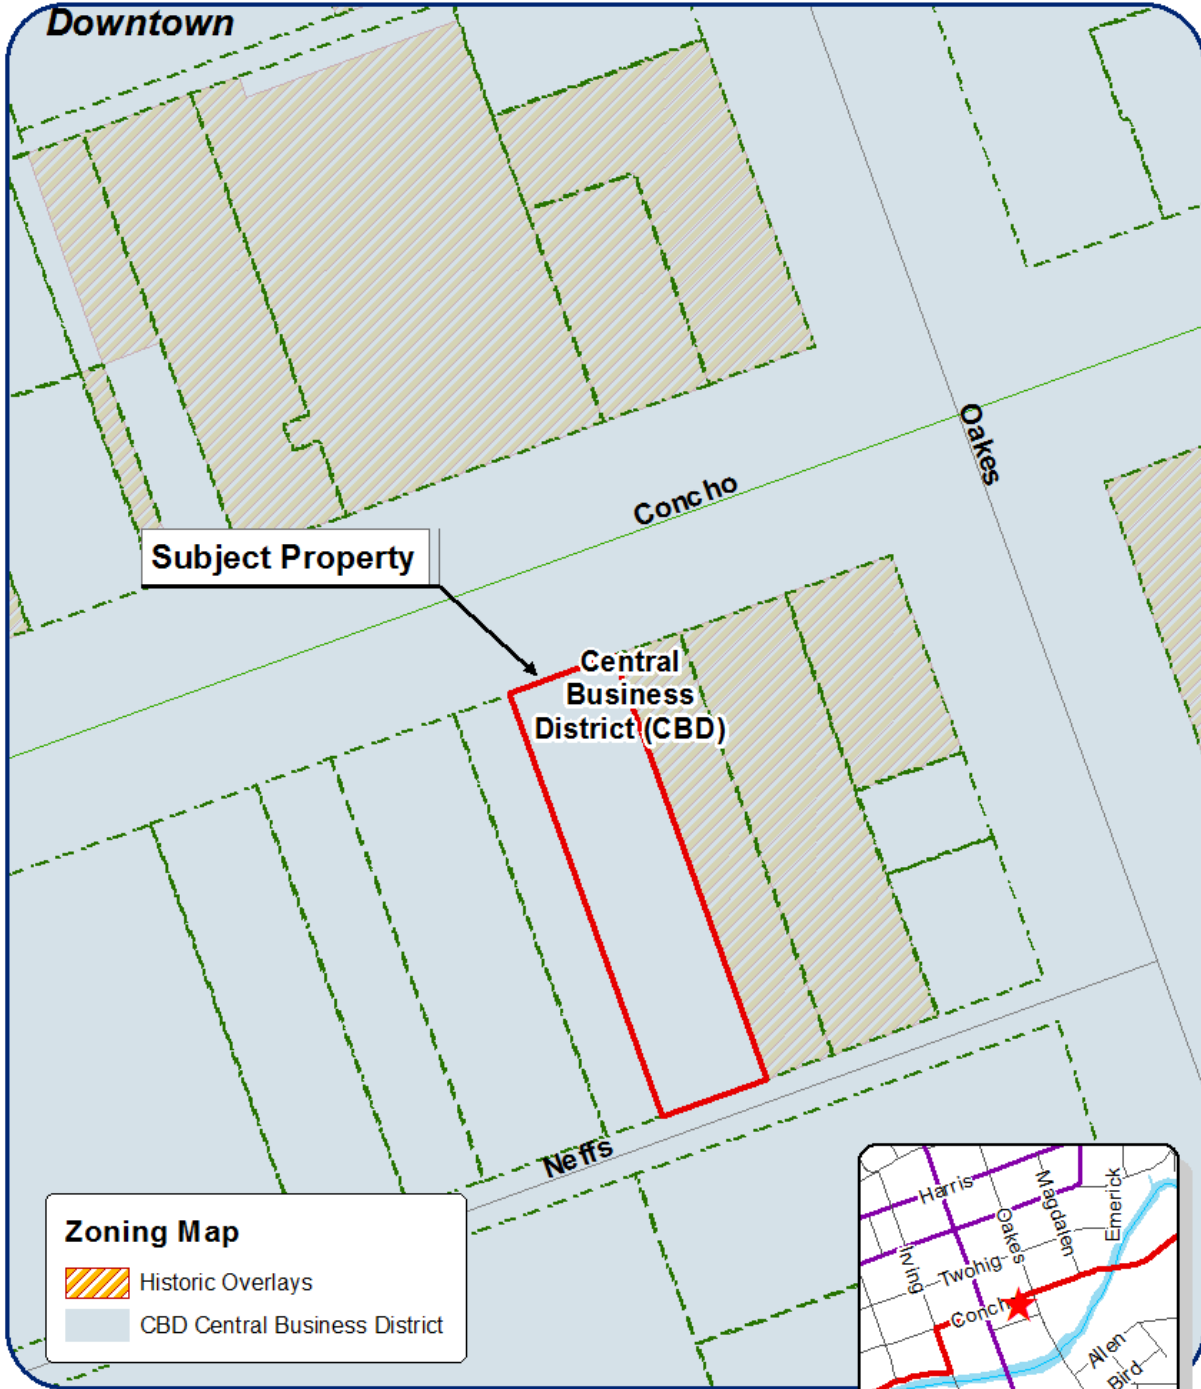 Downtown
Oakes
Concho
Subject Property
Central
Business
District (CBD)
Neffs
Zoning Map
Historic Overlays
CBD Central Business District
Harris
Magdalen
Emerick
Oakes
Irving
Twohig
Concho
Allen
Bird